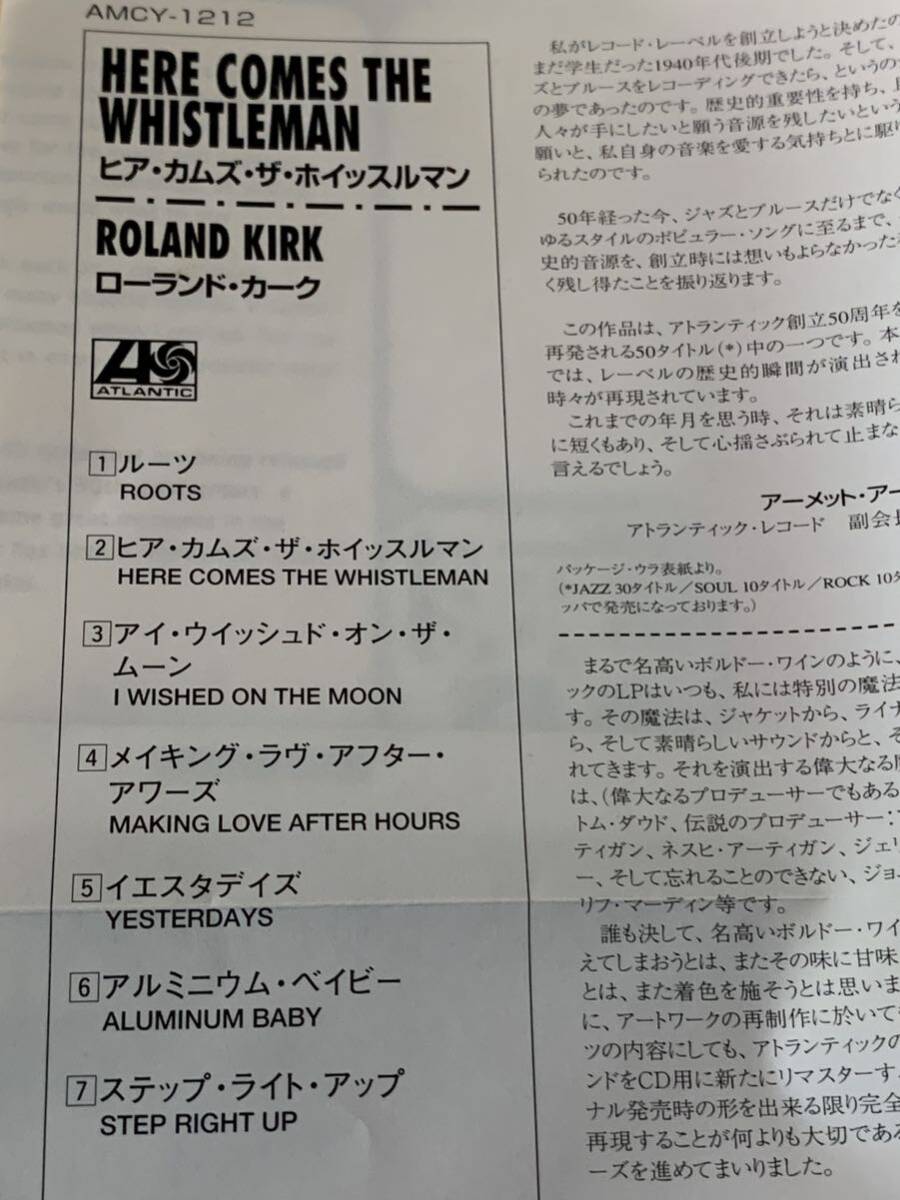 AMCY-1212
HERE COMES THE
WHISTLEMAN
ヒア・カムズ・ザ・ホイッスルマン
ROLAND KIRK
ローランド・カーク
ATLANTIC
1 ルーツ
ROOTS
2 ヒア・カムズ・ザ・ホイッスルマン
HERE COMES THE WHISTLEMAN
3 アイ・ウイッシュド・オン・ザ・
ムーン
I WISHED ON THE MOON
4 メイキング・ラヴ・アフター・
アワーズ
MAKING LOVE AFTER HOURS
5 イエスタデイズ
YESTERDAYS
6 アルミニウム・ベイビー
ALUMINUM BABY
7 ステップ・ライト・アップ
STEP RIGHT UP
私がレコード・レーベルを創立しようと決めたの
まだ学生だった1940年代後期でした。そして、
ズとブルースをレコーディングできたら、というの
の夢であったのです。歴史的重要性を持ち、
人々が手にしたいと願う音源を残したいという
願いと、私自身の音楽を愛する気持ちとに駆り
られたのです。
50年経った今、ジャズとブルースだけでなく
ゆるスタイルのポピュラー・ソングに至るまで、
史的音源を、創立時には想いもよらなかった
く残し得たことを振り返ります。
この作品は、アトランティック創立50周年を
再発される50タイトル(*)中の一つです。本
では、レーベルの歴史的瞬間が演出され
時々が再現されています。
これまでの年月を思う時、それは素晴ら
に短くもあり、そして心揺さぶられて止まな
言えるでしょう。
アーメット・アー
アトランティック・レコード 副会長
パッケージ・ウラ表紙より。
(*JAZZ 30タイトル/SOUL 10タイトル/ROCK 10タ
ッパで発売になっております。)
まるで名高いボルドー・ワインのように、
ックのLPはいつも、私には特別の魔法
す。その魔法は、ジャケットから、ライナ
ら、そして素晴らしいサウンドからと、そ
れてきます。それを演出する偉大なる
は、(偉大なるプロデューサーでもある
トム・ダウド、伝説のプロデューサー:
ティガン、ネスヒ・アーティガン、ジェリ
ー、そして忘れることのできない、ジョ
リフ・マーディン等です。
誰も決して、名高いボルドー・ワイ
えてしまおうとは、またその味に甘味
とは、また着色を施そうとは思いま
に、アートワークの再制作に於いて
ツの内容にしても、アトランティックの
ンドをCD用に新たにリマスターす
ナル発売時の形を出来る限り完全
再現することが何よりも大切であ
ーズを進めてまいりました。